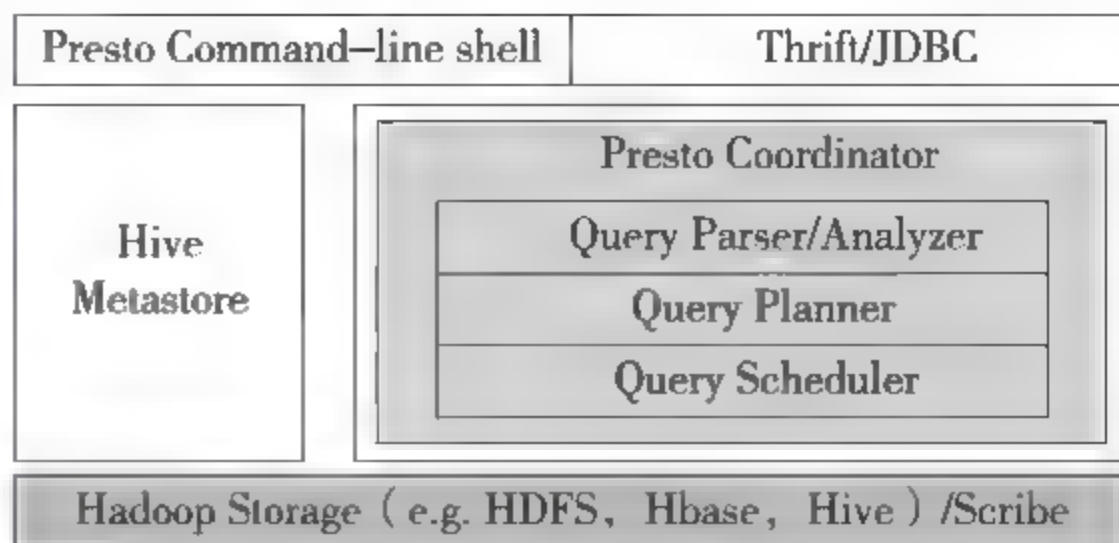 Presto Command-line shell
Thrift/JDBC
Hive
Metastore
Presto Coordinator
Query Parser/Analyzer
Query Planner
Query Scheduler
Hadoop Storage（e.g. HDFS，Hbase，Hive）/Scribe